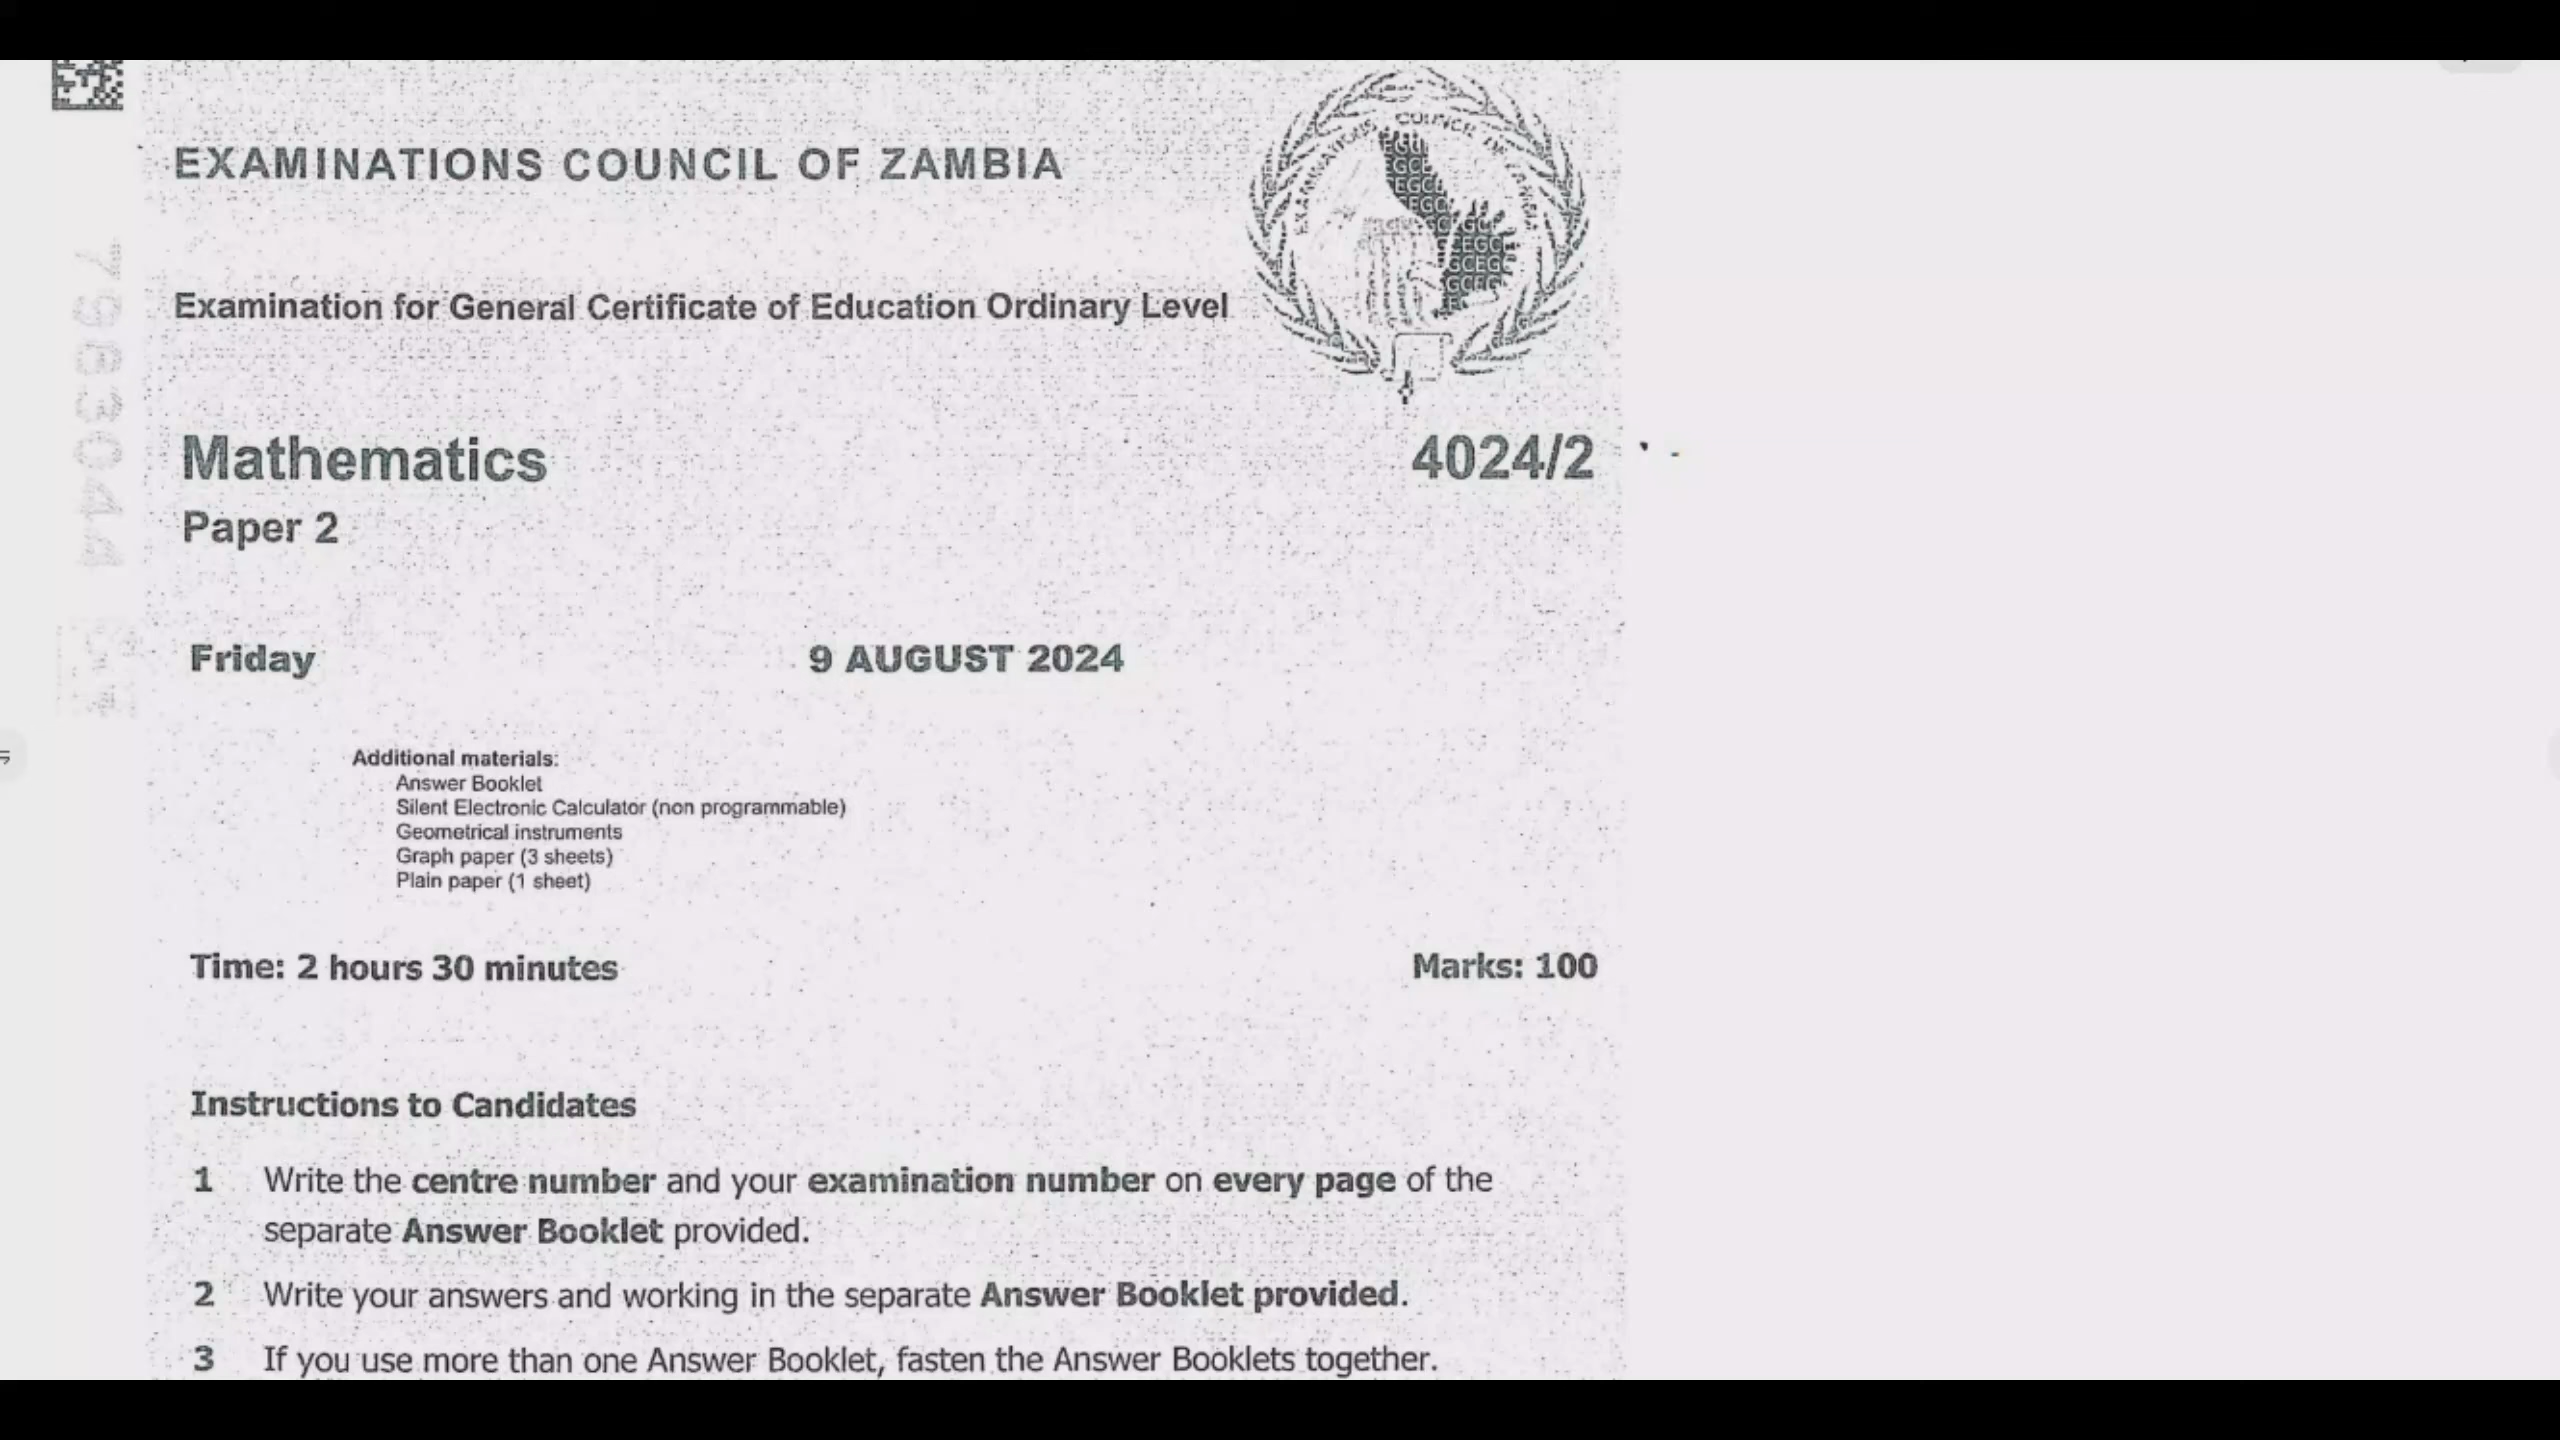 EXAMINATIONS COUNCIL OF ZAMBIA
Examination for General Certificate of Education Ordinary Level
Mathematics
4024/2
Paper 2
Friday
9 AUGUST 2024
Additional materials:
Answer Booklet
Silent Electronic Calculator (non programmable)
Geometrical instruments
Graph paper (3 sheets)
Plain paper (1 sheet)
Time: 2 hours 30 minutes
Marks: 100
Instructions to Candidates
1 Write the centre number and your examination number on every page of the
separate Answer Booklet provided.
2 Write your answers and working in the separate Answer Booklet provided.
3 If you use more than one Answer Booklet, fasten the Answer Booklets together.